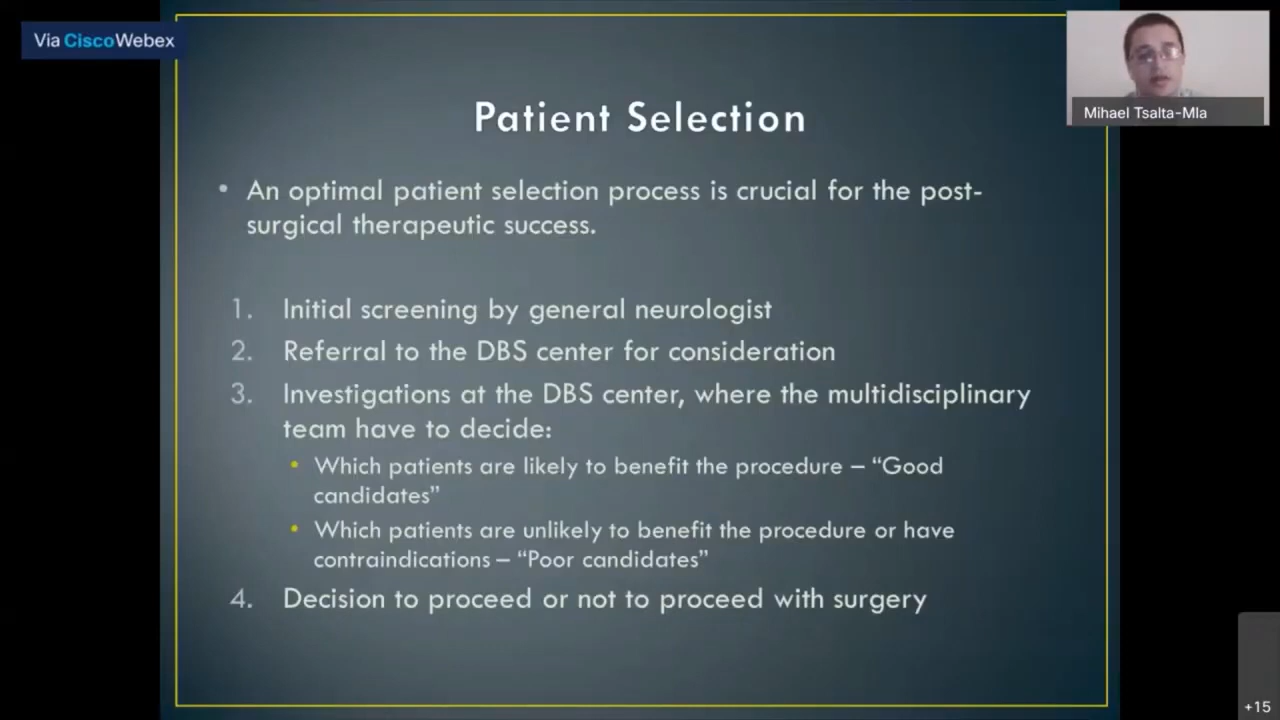 Via Cisco Webex
Mihael Tsalta-Mla
Patient Selection
• An optimal patient selection process is crucial for the post-
surgical therapeutic success.
1. Initial screening by general neurologist
2. Referral to the DBS center for consideration
3. Investigations at the DBS center, where the multidisciplinary
team have to decide:
• Which patients are likely to benefit the procedure – “Good
candidates”
• Which patients are unlikely to benefit the procedure or have
contraindications – “Poor candidates”
4. Decision to proceed or not to proceed with surgery
+15